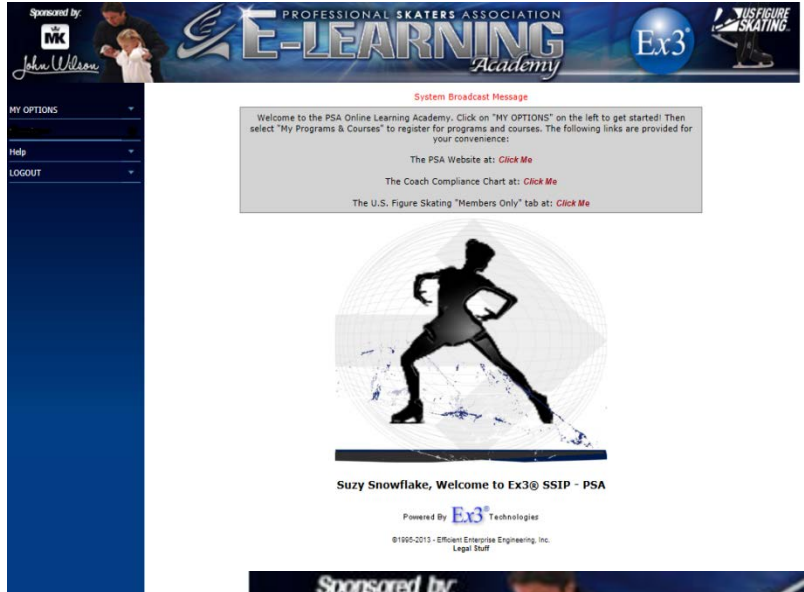 Sponsored by:
MK
John Wilson
PROFESSIONAL SKATERS ASSOCIATION
E-LEARNING
Academy
Ex3®
US FIGURE
SKATING
MY OPTIONS
Help
LOGOUT
System Broadcast Message
Welcome to the PSA Online Learning Academy. Click on "MY OPTIONS" on the left to get started! Then
select "My Programs & Courses" to register for programs and courses. The following links are provided for
your convenience:
The PSA Website at: Click Me
The Coach Compliance Chart at: Click Me
The U.S. Figure Skating "Members Only" tab at: Click Me
Suzy Snowflake, Welcome to Ex3® SSIP - PSA
Powered By Ex3® Technologies
©1995-2013 - Efficient Enterprise Engineering, Inc.
Legal Stuff
Sponsored by: